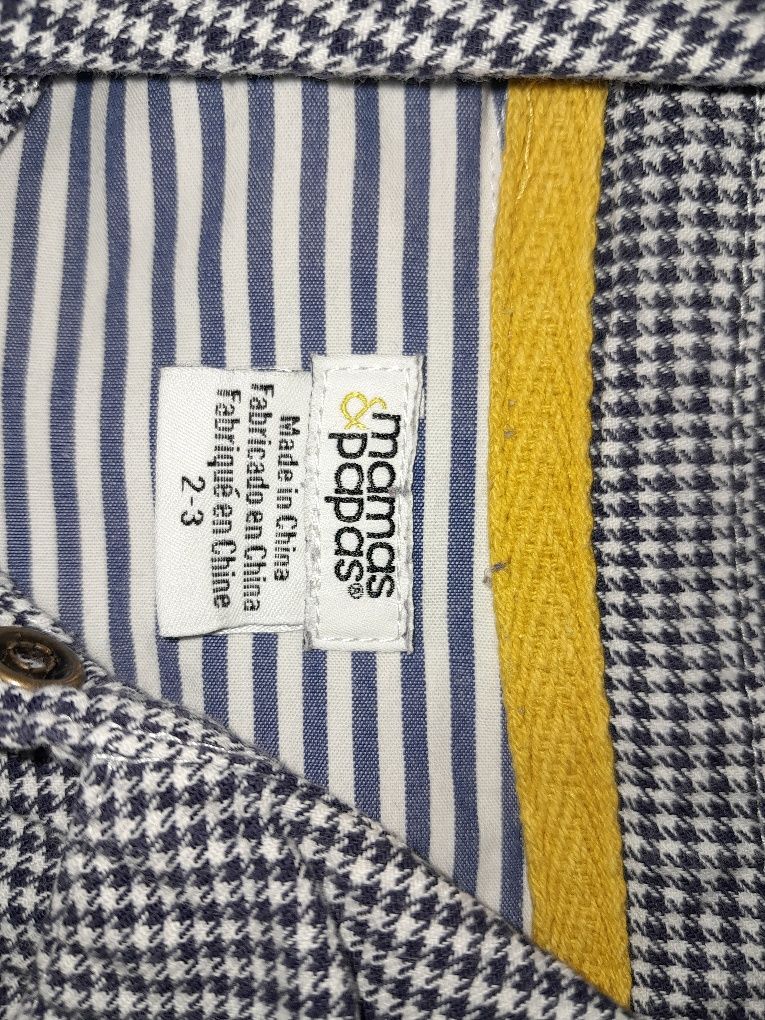 mamas
& papas®
Made in China
Fabricado en China
Fabriqué en Chine
2-3